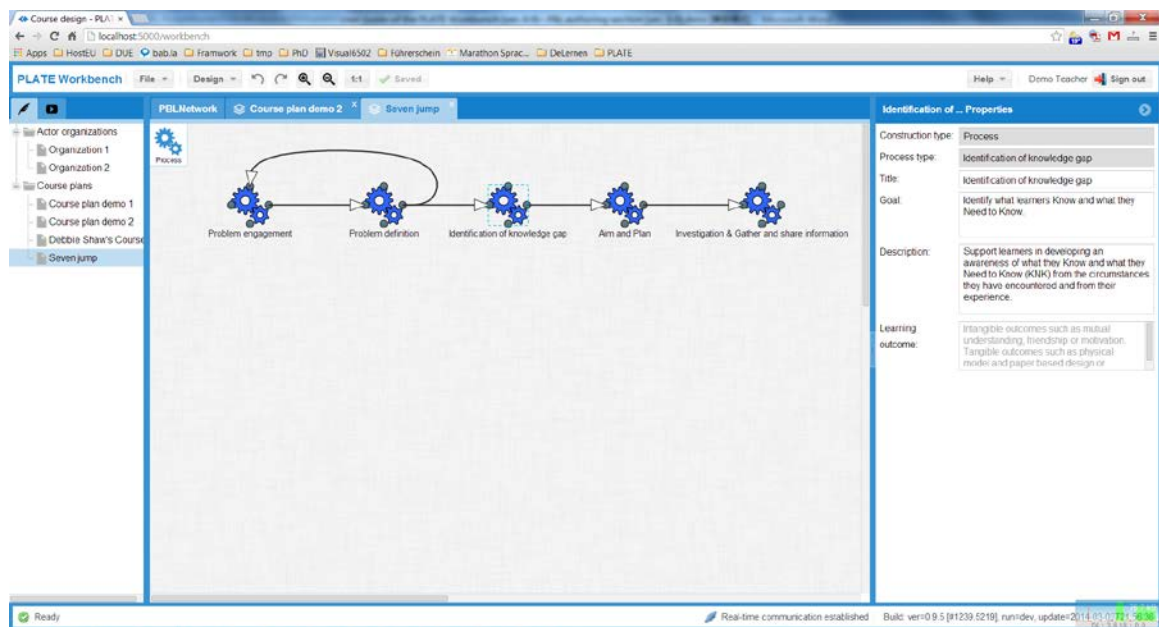 Course design - PLA
localhost:5000/workbench
Apps HostEU DUE bab.la Framwork tmp PhD Visual6502 Führerschein Marathon Sprac... DeLernen PLATE
PLATE Workbench File Design 1:1 Saved Help Demo Teacher Sign out
PBLNetwork Course plan demo 2 x Seven jump x
Identification of ... Properties
Actor organizations
Organization 1
Organization 2
Course plans
Course plan demo 1
Course plan demo 2
Debbie Shaw's Course
Seven jump
Process
Problem engagement Problem definition Identification of knowledge gap Aim and Plan Investigation & Gather and share information
Construction type: Process
Process type: Identification of knowledge gap
Title: Identification of knowledge gap
Goal: Identify what learners Know and what they
Need to Know.
Description: Support learners in developing an
awareness of what they Know and what they
Need to Know (KNK) from the circumstances
they have encountered and from their
experience.
Learning outcome: Intangible outcomes such as mutual
understanding, friendship or motivation.
Tangible outcomes such as physical
model and paper based design or
Ready Real-time communication established Build: ver=0.9.5 [#1239.5219], run=dev, update=2014